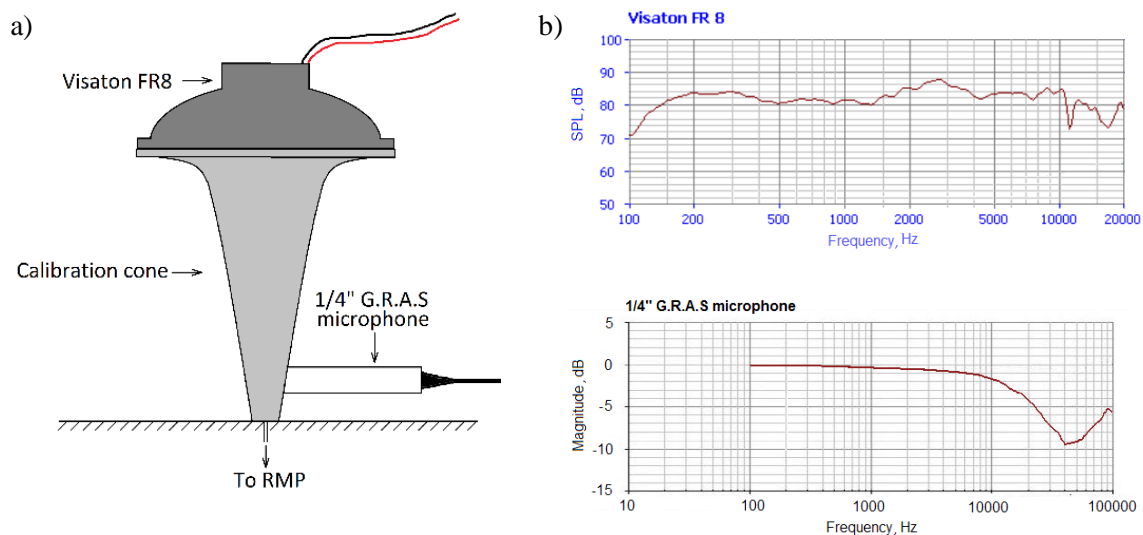 a)
Visaton FR8
Calibration cone
1/4" G.R.A.S
microphone
To RMP
b)
Visaton FR 8
100
90
80
70
60
50
SPL, dB
100 200 500 1000 2000 5000 10000 20000
Frequency, Hz
1/4" G.R.A.S microphone
5
0
-5
-10
-15
Magnitude, dB
10 100 1000 10000 100000
Frequency, Hz